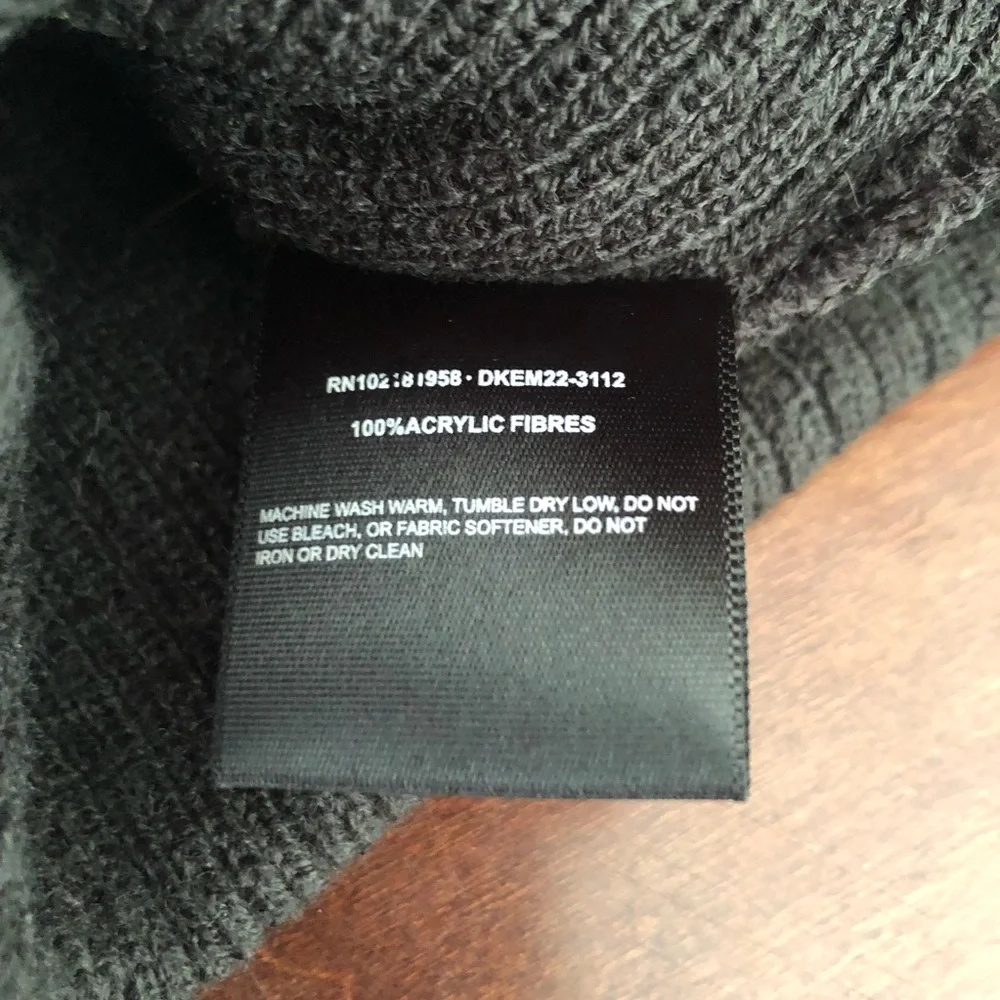 · DKEM22-3112
100%ACRYLIC FIBRES
MACHINE WASH WARM, TUMBLE DRY LOW, DO NOT
USE BLEACH, OR FABRIC SOFTENER, DO NOT
IRON OR DRY CLEAN